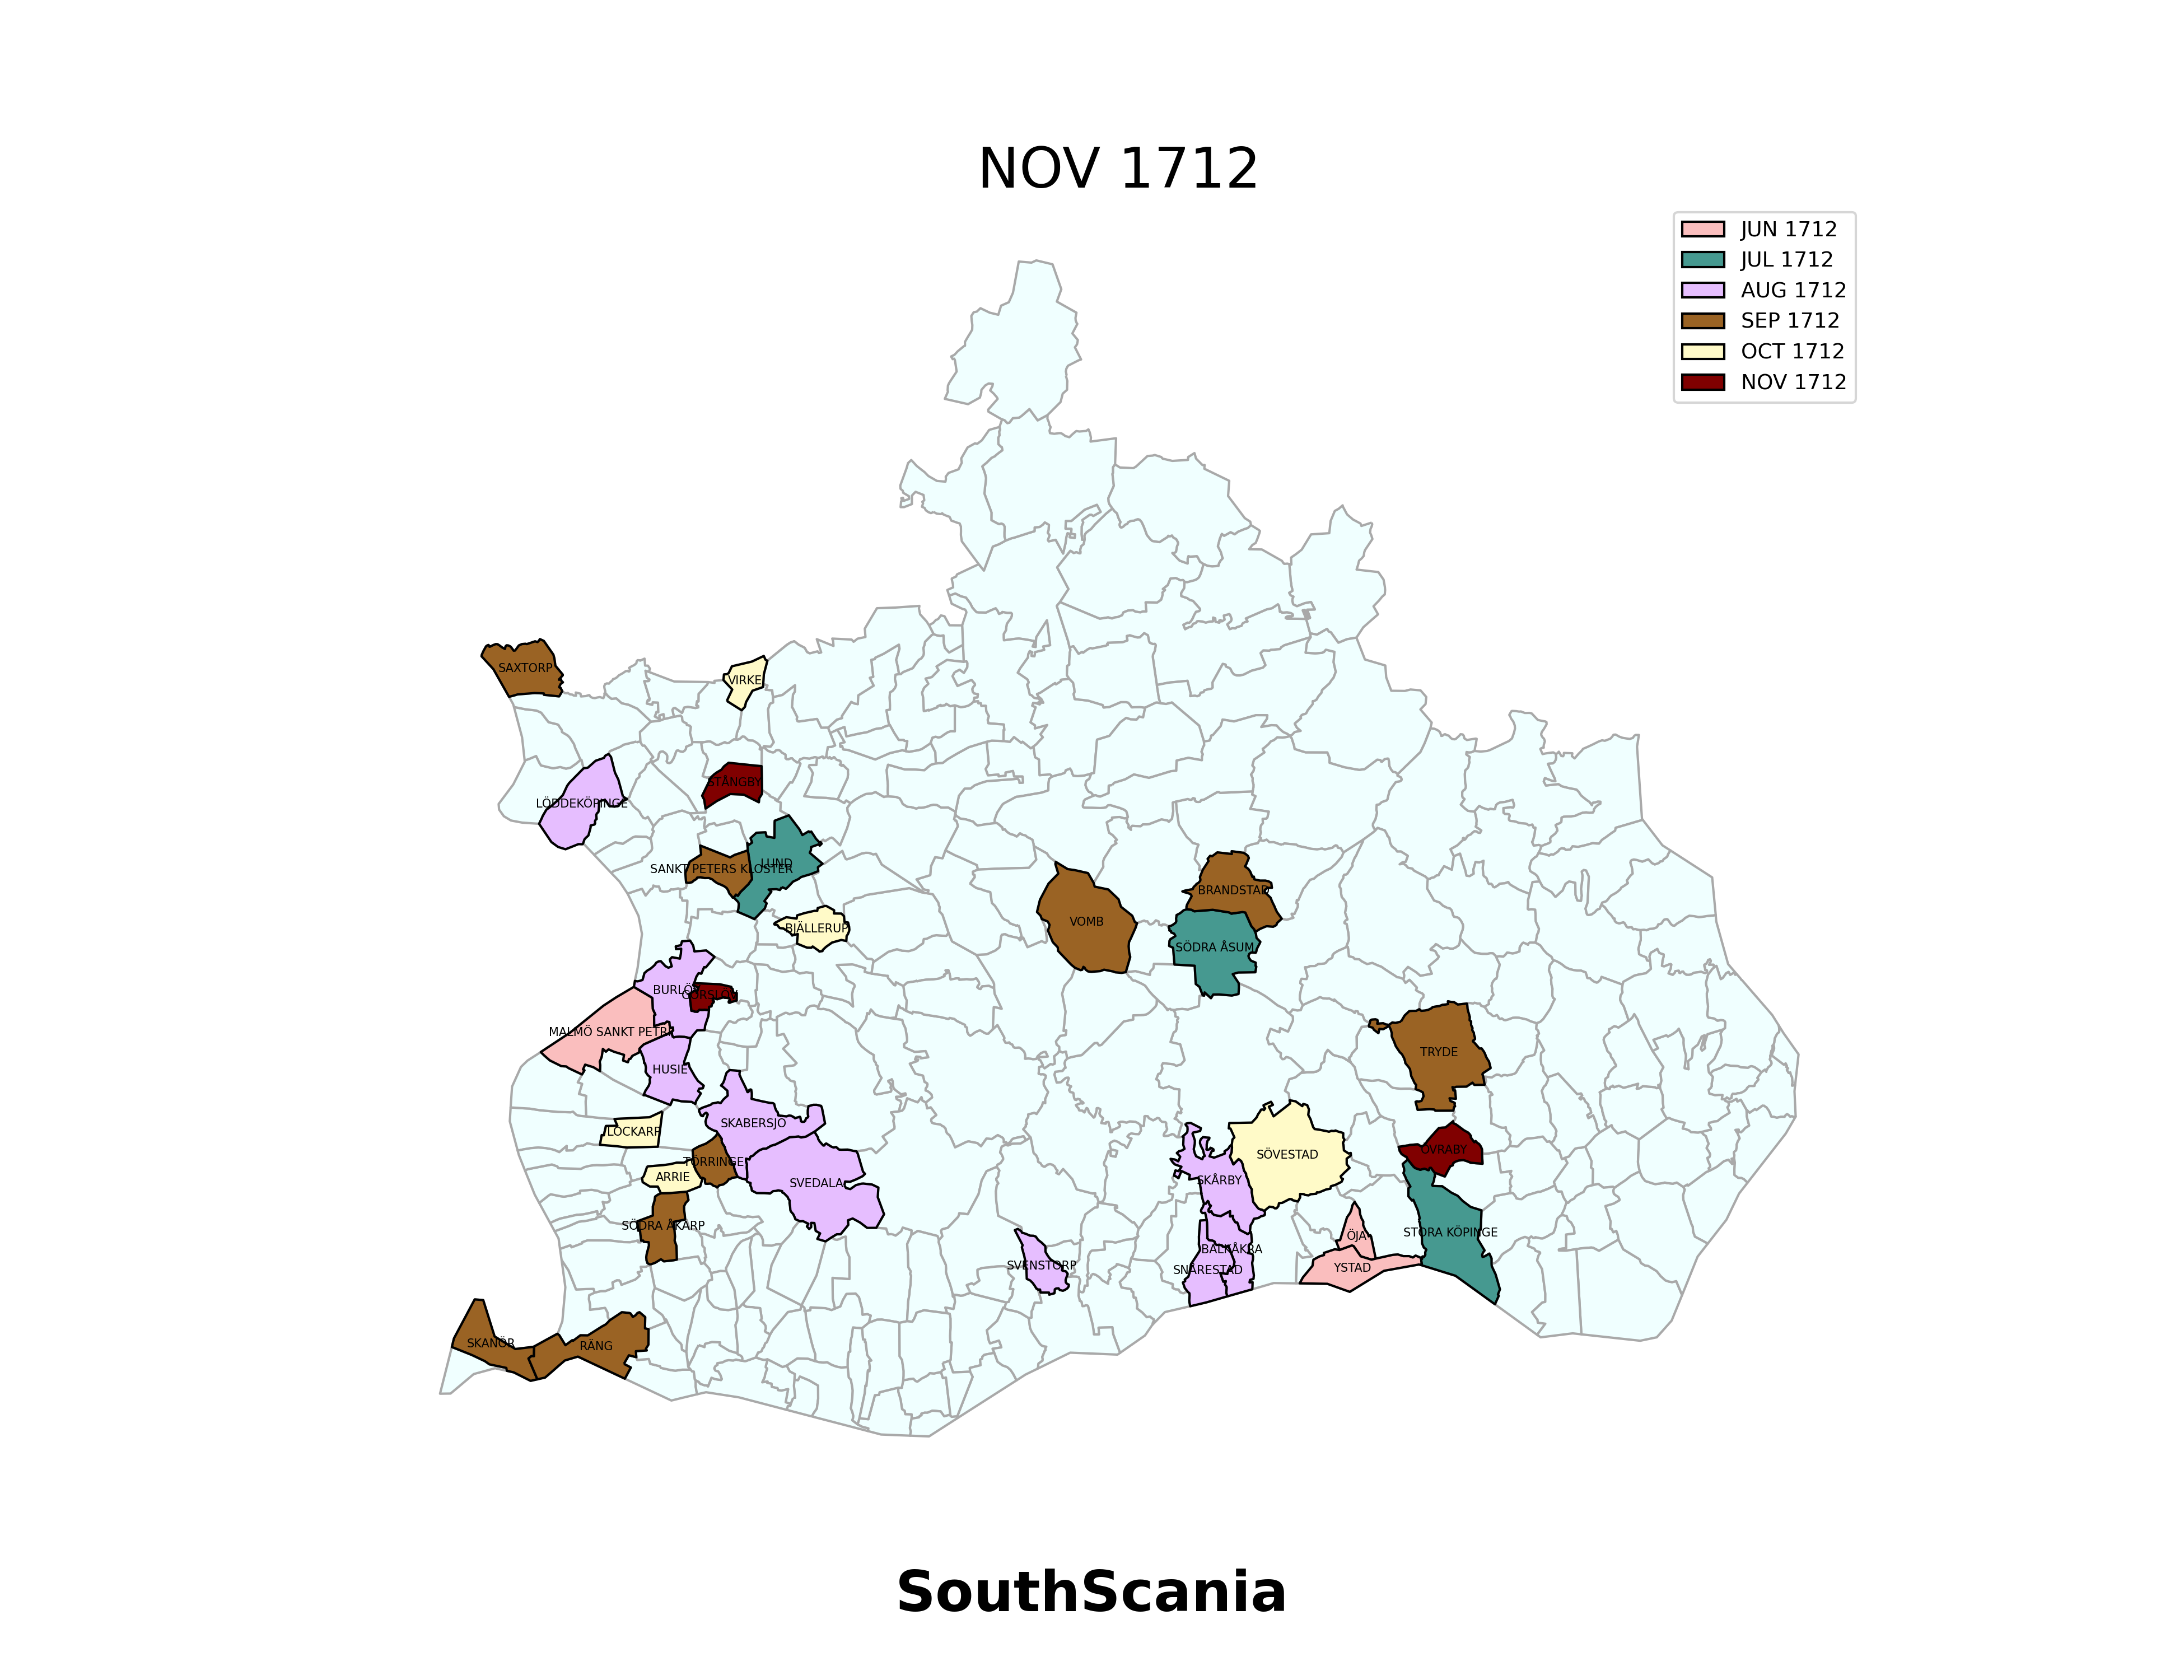 NOV 1712
JUN 1712
JUL 1712
AUG 1712
SEP 1712
OCT 1712
NOV 1712
SAXTORP
VIRKE
STÅNGBY
LÖDDEKÖPINGE
LUND
SANKT PETERS KLOSTER
BRANDSTAD
VOMB
BJÄLLERUP
SÖDRA ÅSUM
BURLÖV
GÖRSLÖV
MALMÖ SANKT PETRI
TRYDE
HUSIE
SKABERSJÖ
LOCKARP
ÖVRABY
SÖVESTAD
TÖRRINGE
ARRIE
SKÅRBY
SVEDALA
SÖDRA ÅKARP
STORA KÖPINGE
ÖJA
BALKÅKRA
SVENSTORP
YSTAD
SNÅRESTAD
SKANÖR
RÄNG
SouthScania